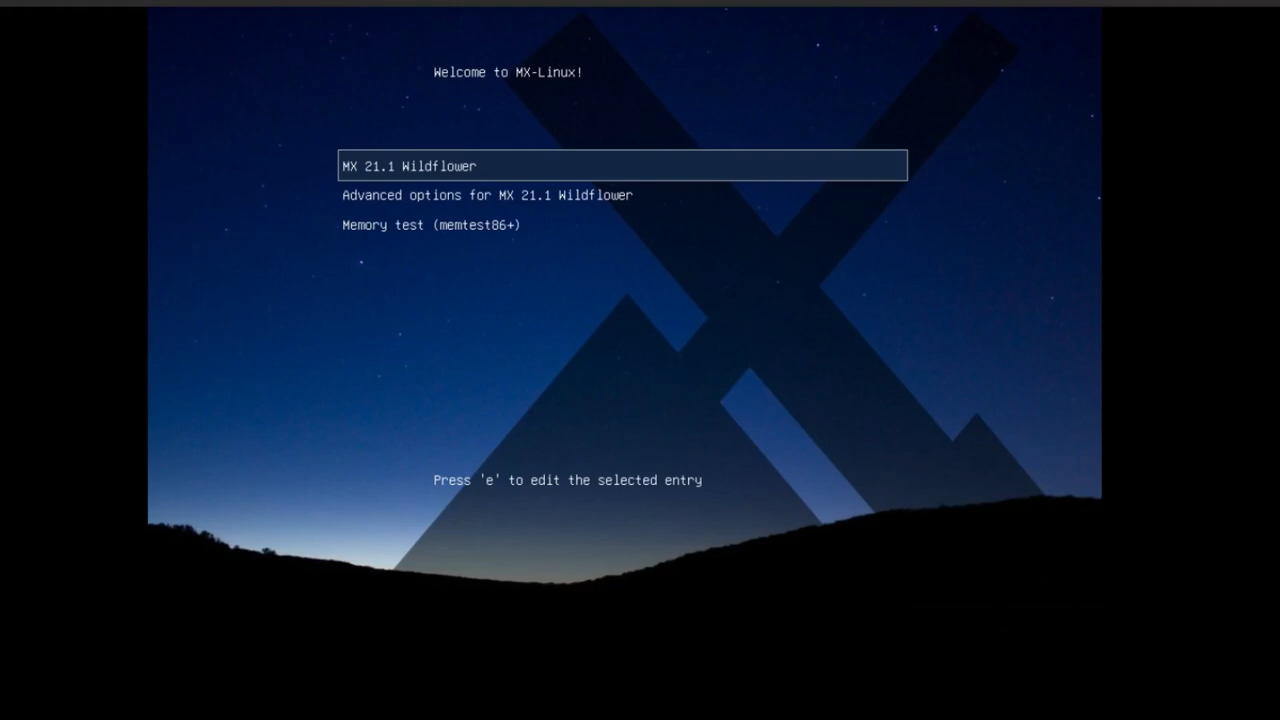 Welcome to MX-Linux!
MX 21.1 Wildflower
Advanced options for MX 21.1 Wildflower
Memory test (memtest86+)
Press 'e' to edit the selected entry